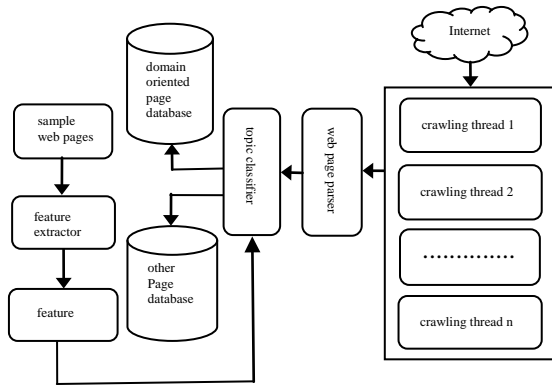 Internet
domain
oriented
page
database
sample
web pages
topic classifier
web page parser
crawling thread 1
crawling thread 2
feature
extractor
..............
other
Page
database
feature
crawling thread n